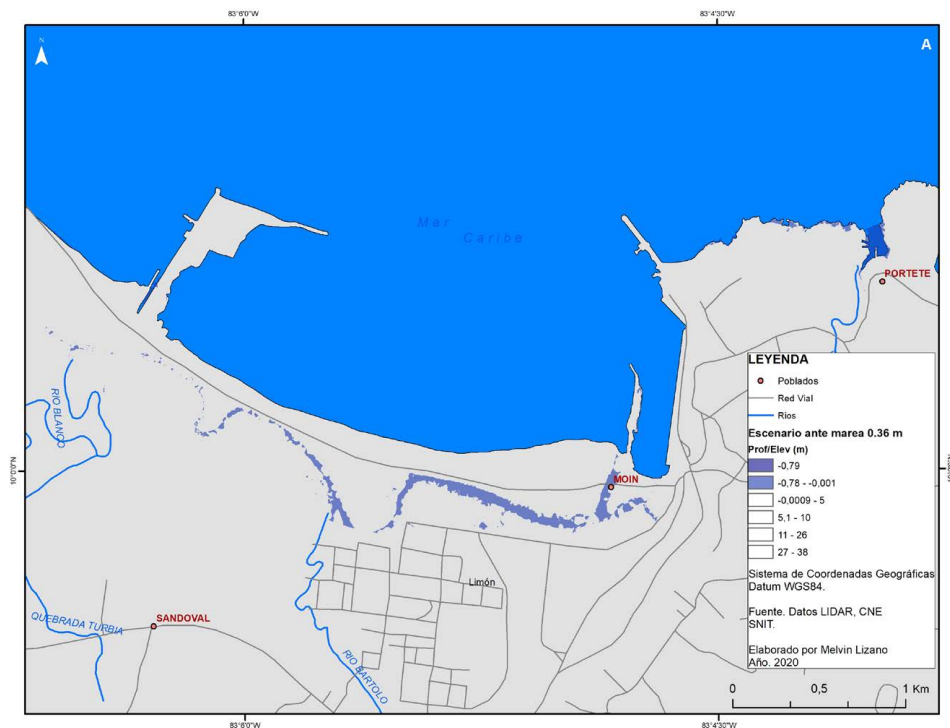 83°6'0"W
83°4'30"W
N
A
Mar
Caribe
PORTETE
RIO BLANCO
10°0'0"N
MOIN
Limón
QUEBRADA TURBIA
SANDOVAL
RIO BARTOLO
LEYENDA
Poblados
Red Vial
Rios
Escenario ante marea 0.36 m
Prof/Elev (m)
-0,79
-0,78 - -0,001
-0,0009 - 5
5,1 - 10
11 - 26
27 - 38
Sistema de Coordenadas Geográficas
Datum WGS84.
Fuente. Datos LIDAR, CNE
SNIT.
Elaborado por Melvin Lizano
Año. 2020
0 0,5 1 Km
83°6'0"W
83°4'30"W